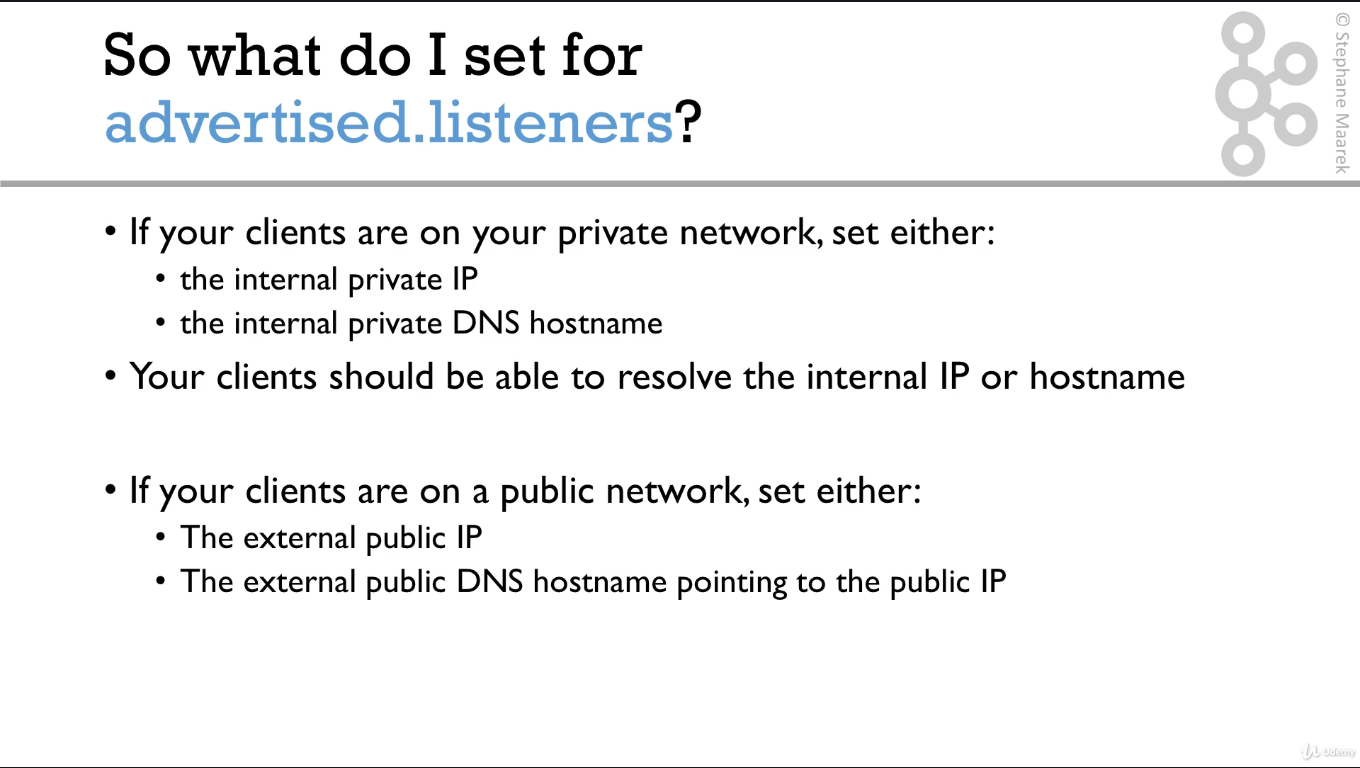 So what do I set for
advertised.listeners?
© Stephane Maarek
• If your clients are on your private network, set either:
• the internal private IP
• the internal private DNS hostname
• Your clients should be able to resolve the internal IP or hostname
• If your clients are on a public network, set either:
• The external public IP
• The external public DNS hostname pointing to the public IP
Udemy